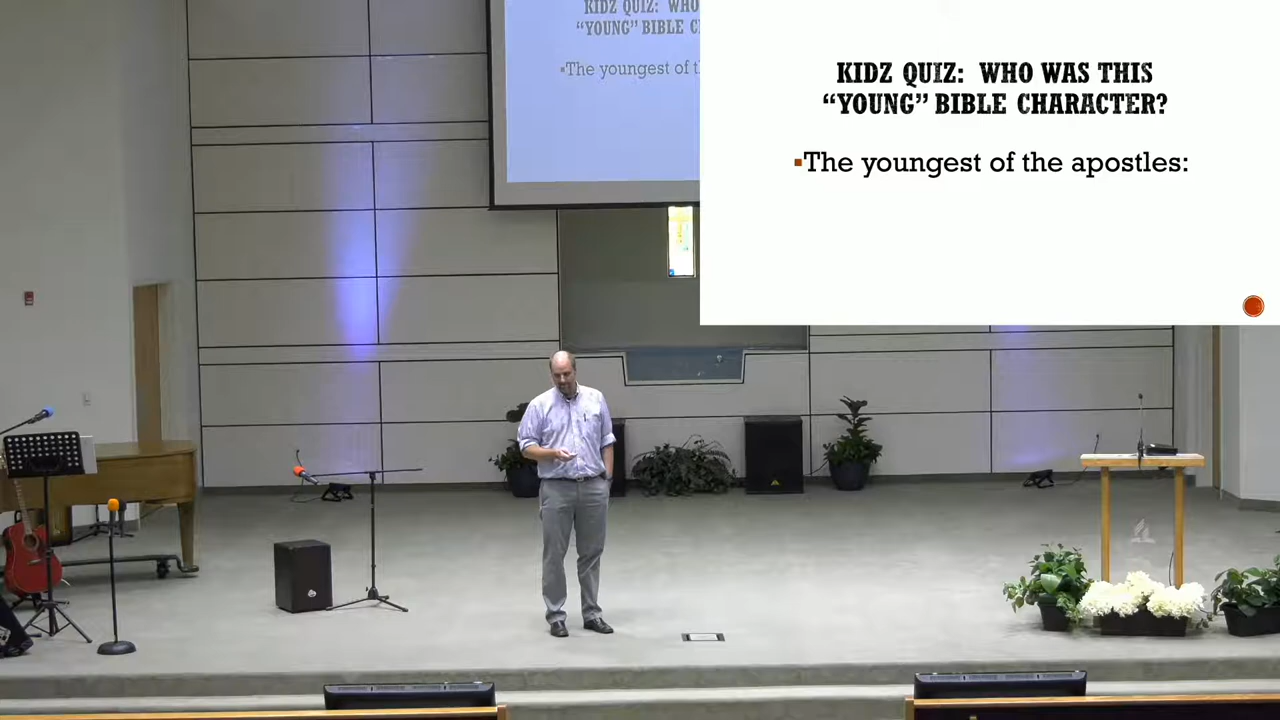 KIDZ QUIZ: WHO
“YOUNG” BIBLE C
▪The youngest of t
KIDZ QUIZ: WHO WAS THIS
“YOUNG” BIBLE CHARACTER?
▪The youngest of the apostles: